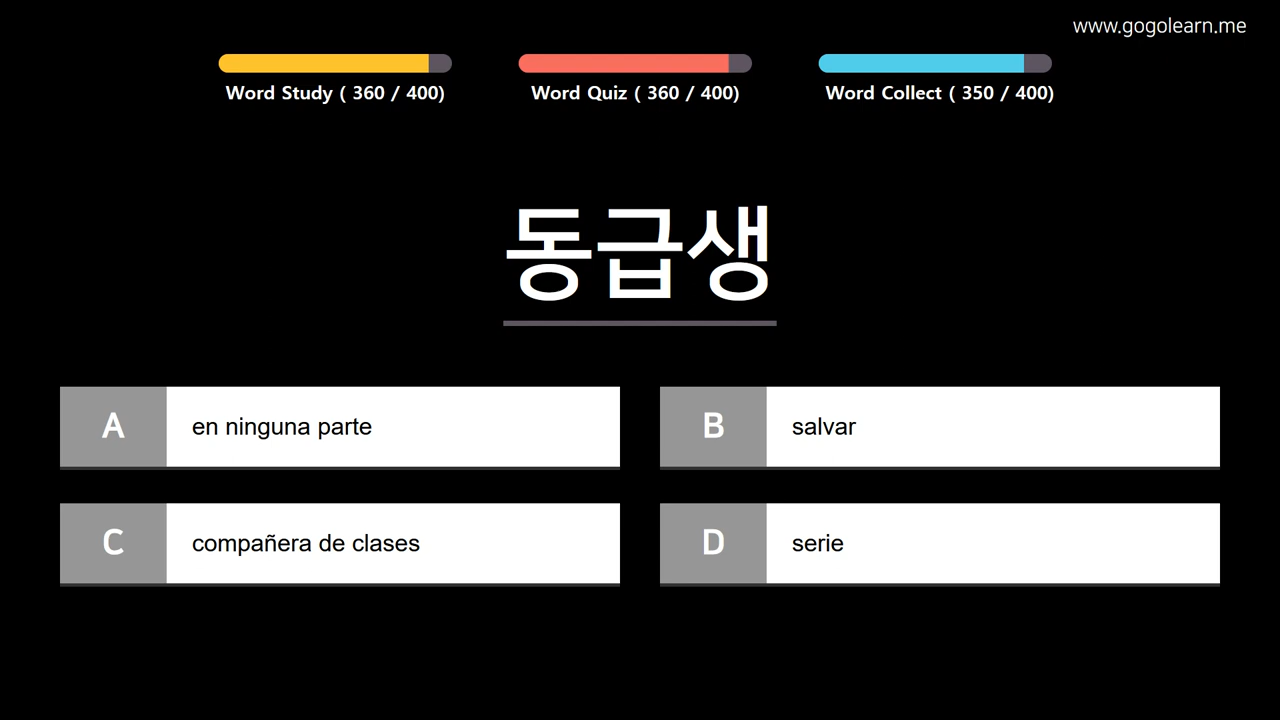 www.gogolearn.me
Word Study ( 360 / 400)
Word Quiz ( 360 / 400)
Word Collect ( 350 / 400)
동급생
A en ninguna parte
B salvar
C compañera de clases
D serie